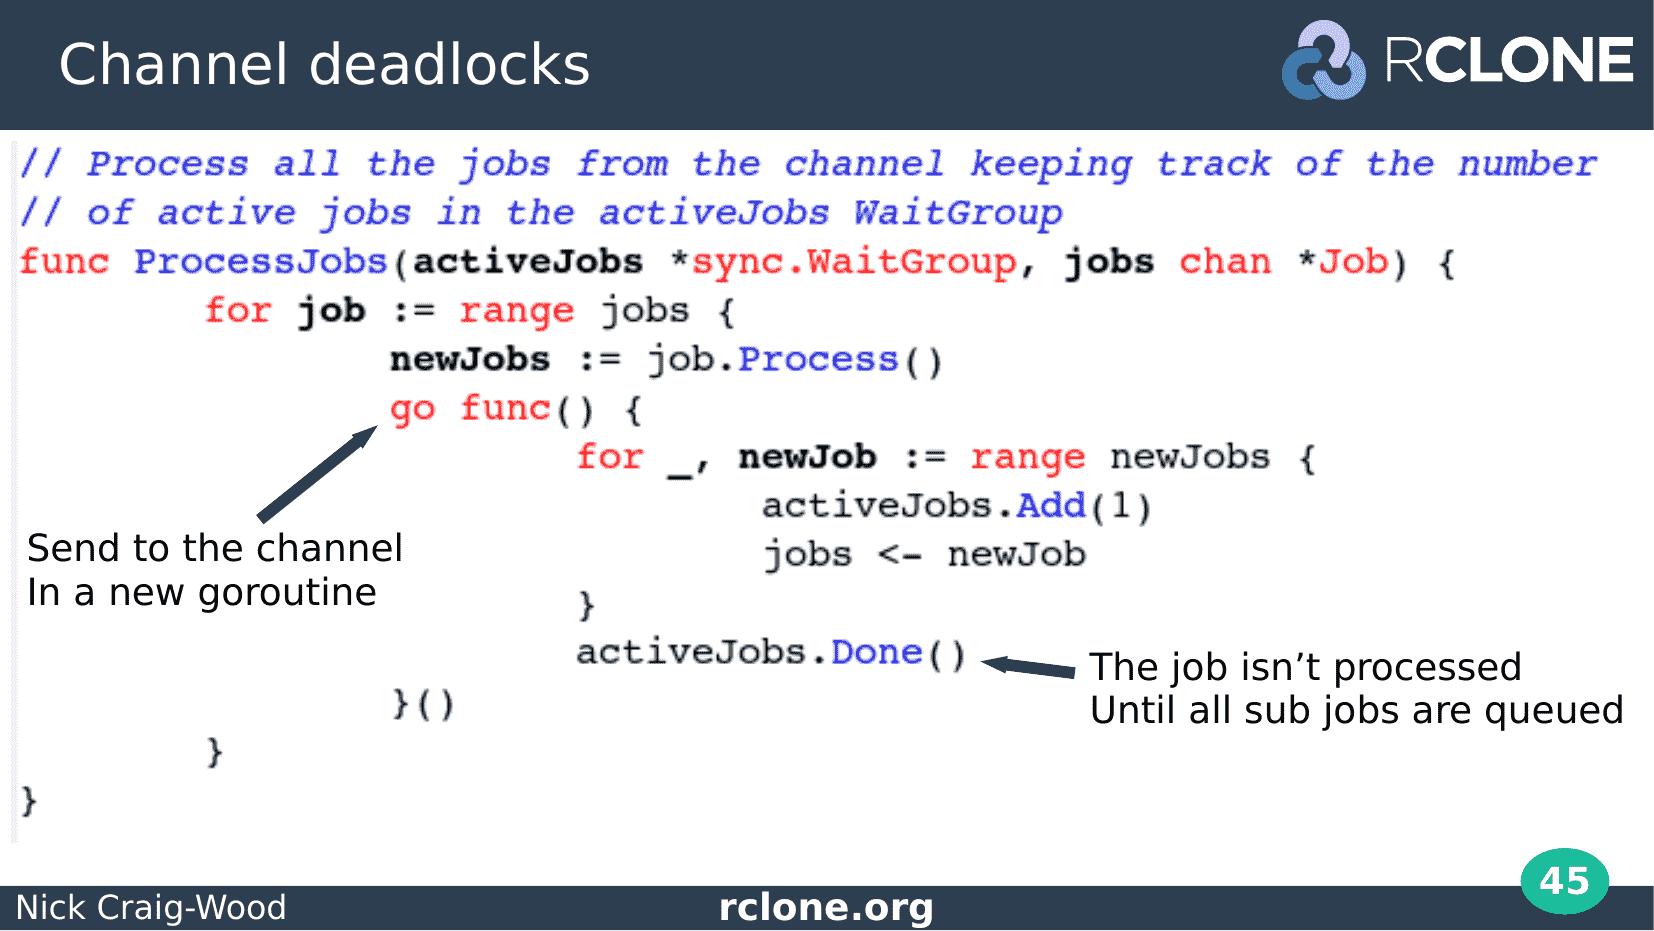 Channel deadlocks
RCLONE
// Process all the jobs from the channel keeping track of the number
// of active jobs in the activeJobs WaitGroup
func ProcessJobs(activeJobs *sync.WaitGroup, jobs chan *Job) {
for job := range jobs {
newJobs := job.Process()
go func() {
for _, newJob := range newJobs {
activeJobs.Add(1)
jobs <- newJob
}
activeJobs.Done()
}()
}
}
Send to the channel
In a new goroutine
The job isn’t processed
Until all sub jobs are queued
45
Nick Craig-Wood
rclone.org